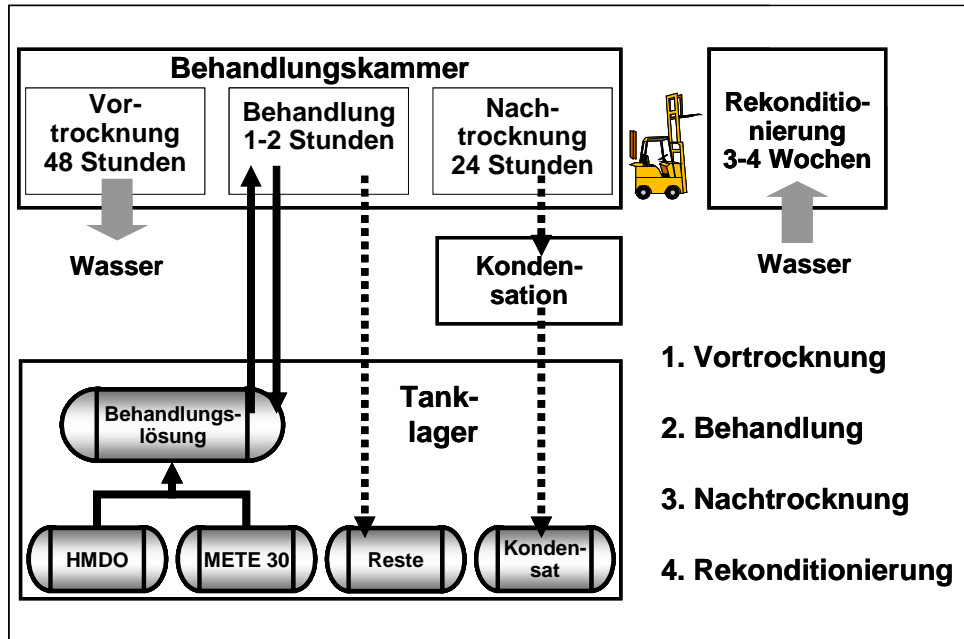 Behandlungskammer
Vor-
trocknung
48 Stunden
Behandlung
1-2 Stunden
Nach-
trocknung
24 Stunden
Rekonditio-
nierung
3-4 Wochen
Wasser
Konden-
sation
Wasser
Tank-
lager
Behandlungs-
lösung
HMDO
METE 30
Reste
Konden-
sat
1. Vortrocknung
2. Behandlung
3. Nachtrocknung
4. Rekonditionierung